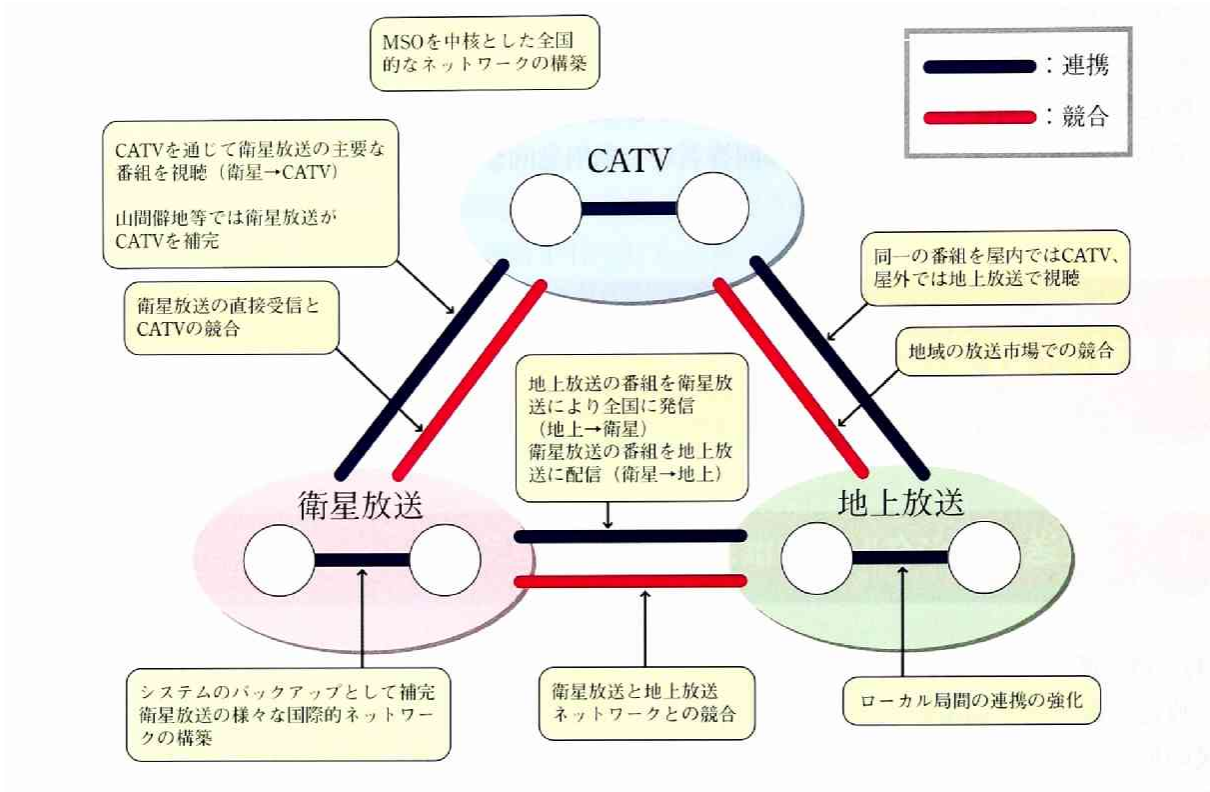 MSOを中核とした全国
的なネットワークの構築
：連携
：競合
CATVを通じて衛星放送の主要な
番組を視聴（衛星→CATV）
山間僻地等では衛星放送が
CATVを補完
CATV
同一の番組を屋内ではCATV、
屋外では地上放送で視聴
衛星放送の直接受信と
CATVの競合
地域の放送市場での競合
地上放送の番組を衛星放
送により全国に発信
（地上→衛星）
衛星放送の番組を地上放
送に配信（衛星→地上）
衛星放送
地上放送
システムのバックアップとして補完
衛星放送の様々な国際的ネットワー
クの構築
衛星放送と地上放送
ネットワークとの競合
ローカル局間の連携の強化